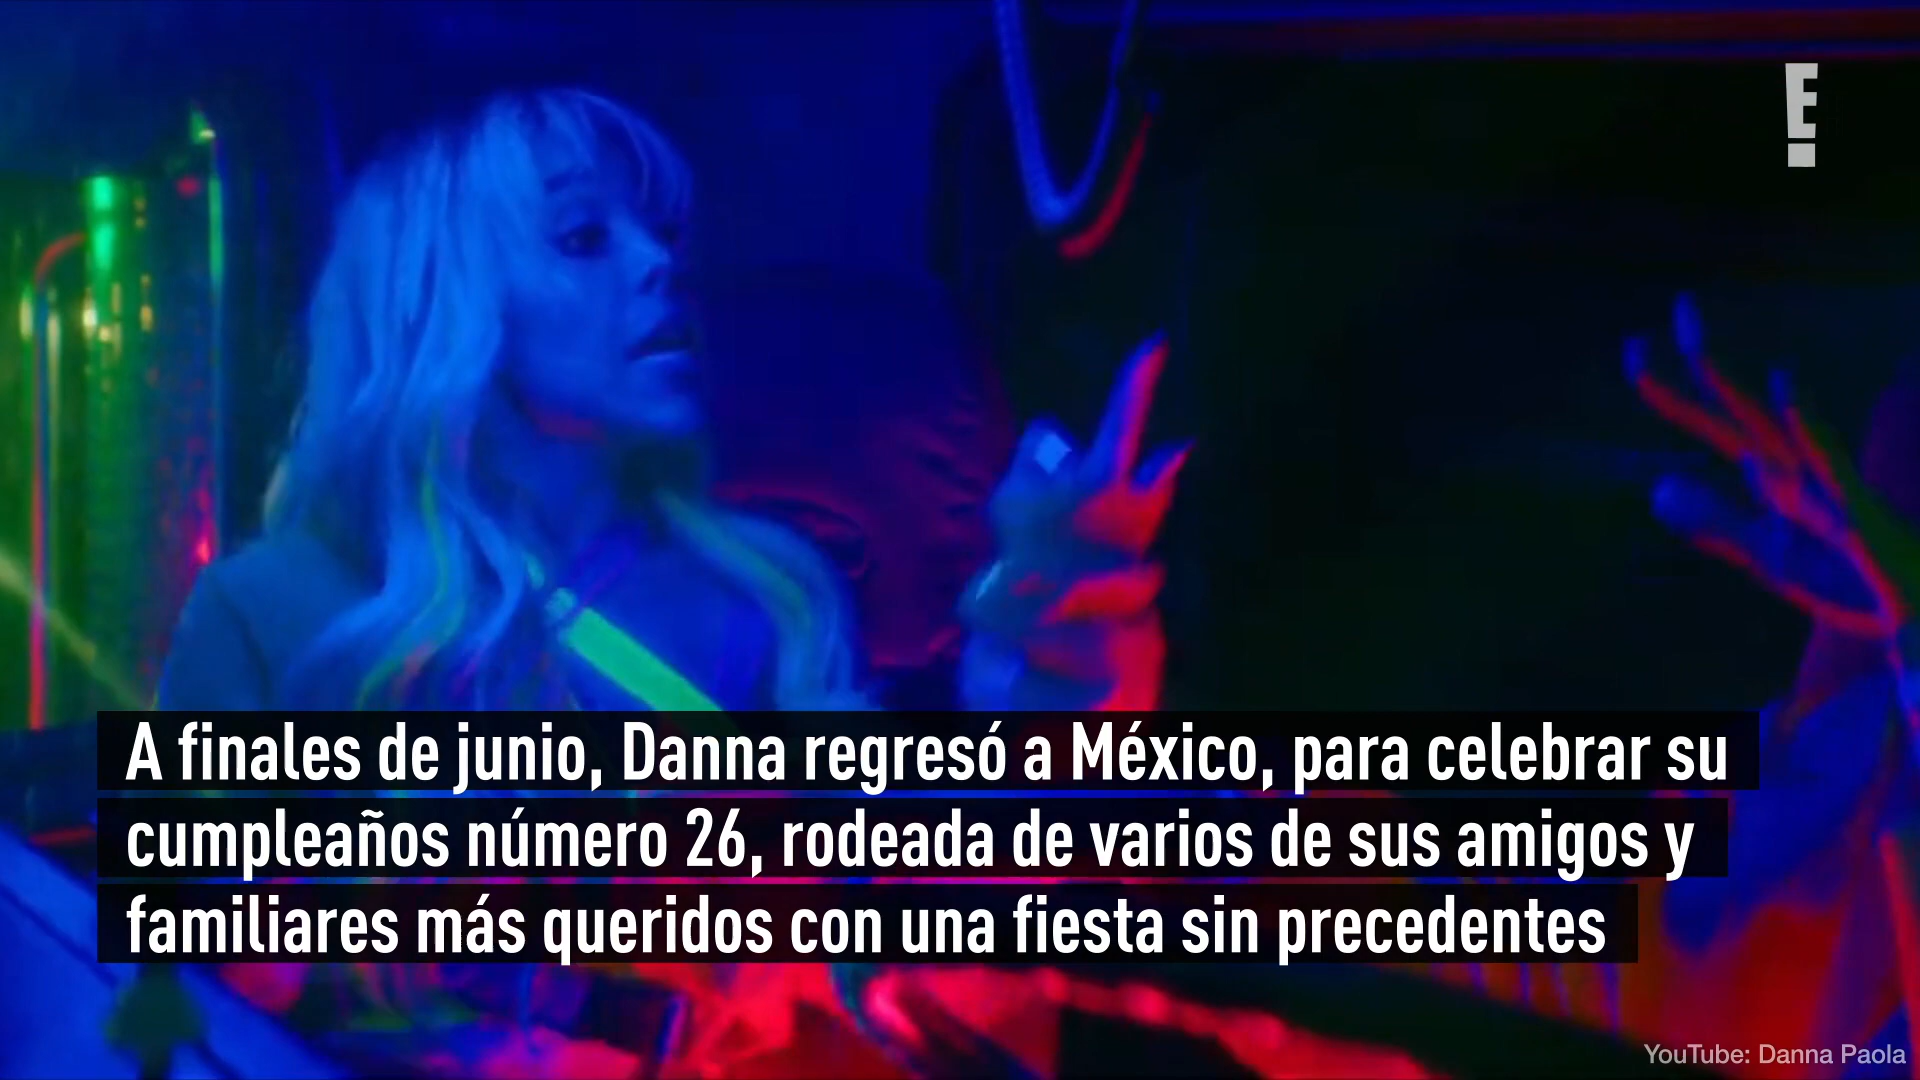 E!
A finales de junio, Danna regresó a México, para celebrar su
cumpleaños número 26, rodeada de varios de sus amigos y
familiares más queridos con una fiesta sin precedentes
YouTube: Danna Paola